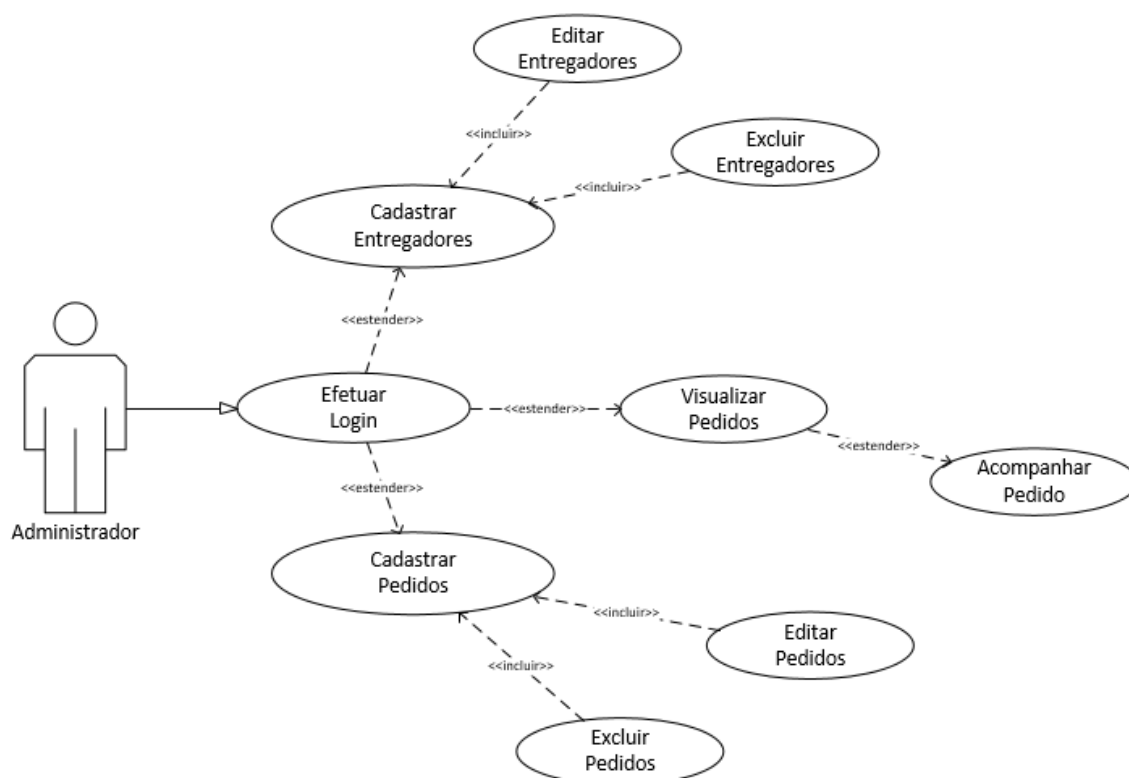 Editar
Entregadores
<<incluir>>
Excluir
Entregadores
<<incluir>>
Cadastrar
Entregadores
<<estender>>
Efetuar
Login
<<estender>>
Visualizar
Pedidos
<<estender>>
Acompanhar
Pedido
Administrador
<<estender>>
Cadastrar
Pedidos
<<incluir>>
Editar
Pedidos
<<incluir>>
Excluir
Pedidos